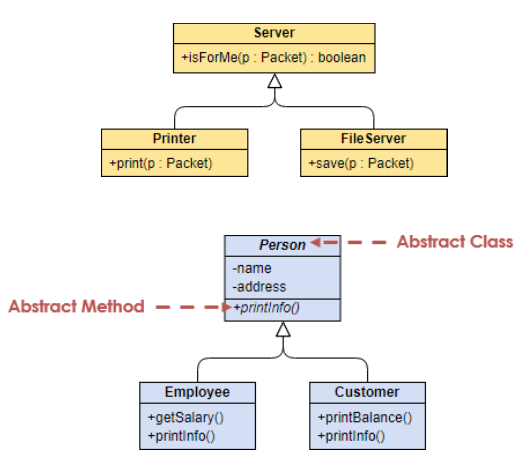 Server
+isForMe(p : Packet) : boolean
Printer
+print(p : Packet)
FileServer
+save(p : Packet)
Person
Abstract Class
-name
-address
Abstract Method
+printInfo()
Employee
+getSalary()
+printInfo()
Customer
+printBalance()
+printInfo()